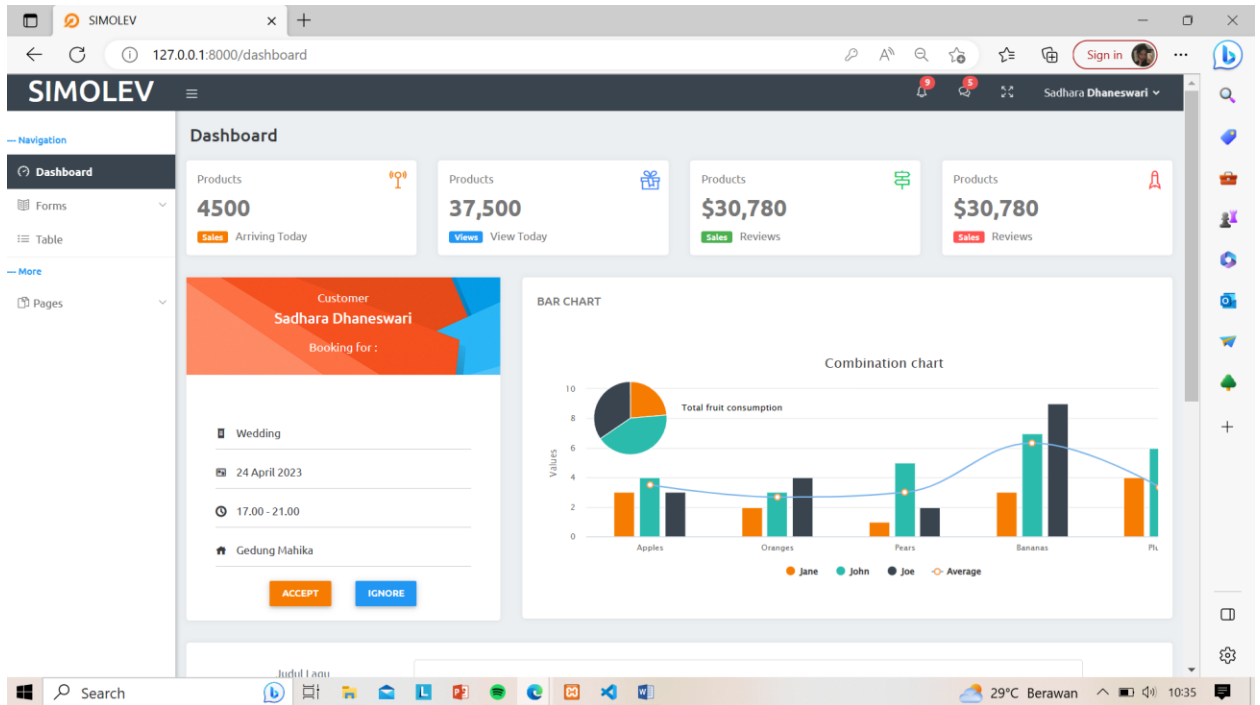 SIMOLEV
127.0.0.1:8000/dashboard
Sign in
SIMOLEV
9
5
Sadhara Dhaneswari
— Navigation
Dashboard
Forms
Table
— More
Pages
Dashboard
Products
4500
Sales Arriving Today
Products
37,500
Views View Today
Products
$30,780
Sales Reviews
Products
$30,780
Sales Reviews
Customer
Sadhara Dhaneswari
Booking for :
Wedding
24 April 2023
17.00 - 21.00
Gedung Mahika
ACCEPT IGNORE
BAR CHART
Combination chart
Total fruit consumption
Values
10
8
6
4
2
0
Apples Oranges Pears Bananas Plu
Jane John Joe Average
Judul Lagu
Search
29°C Berawan 10:35